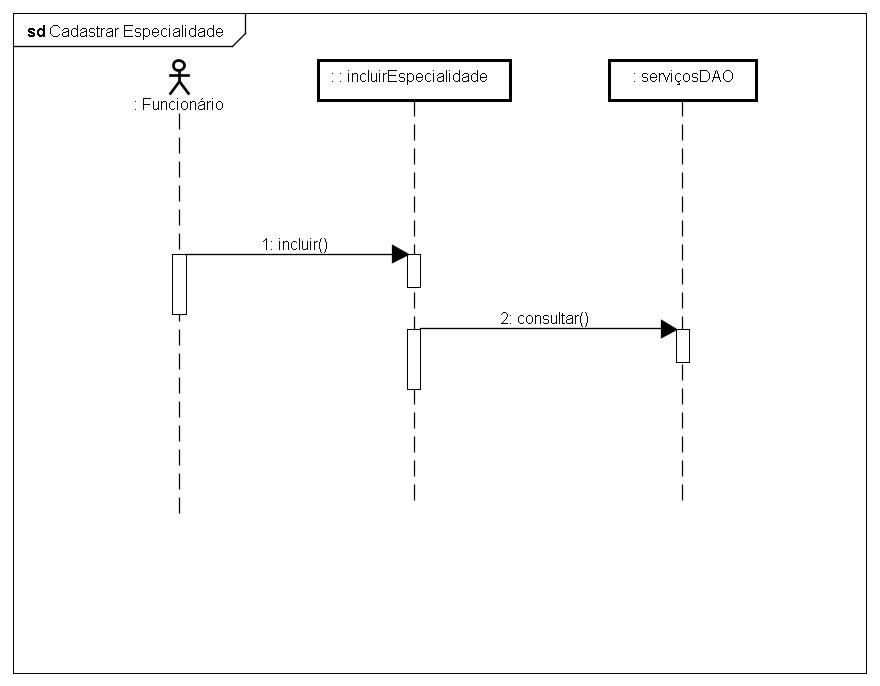 sd Cadastrar Especialidade
: Funcionário
: : incluirEspecialidade
: serviçosDAO
1: incluir()
2: consultar()